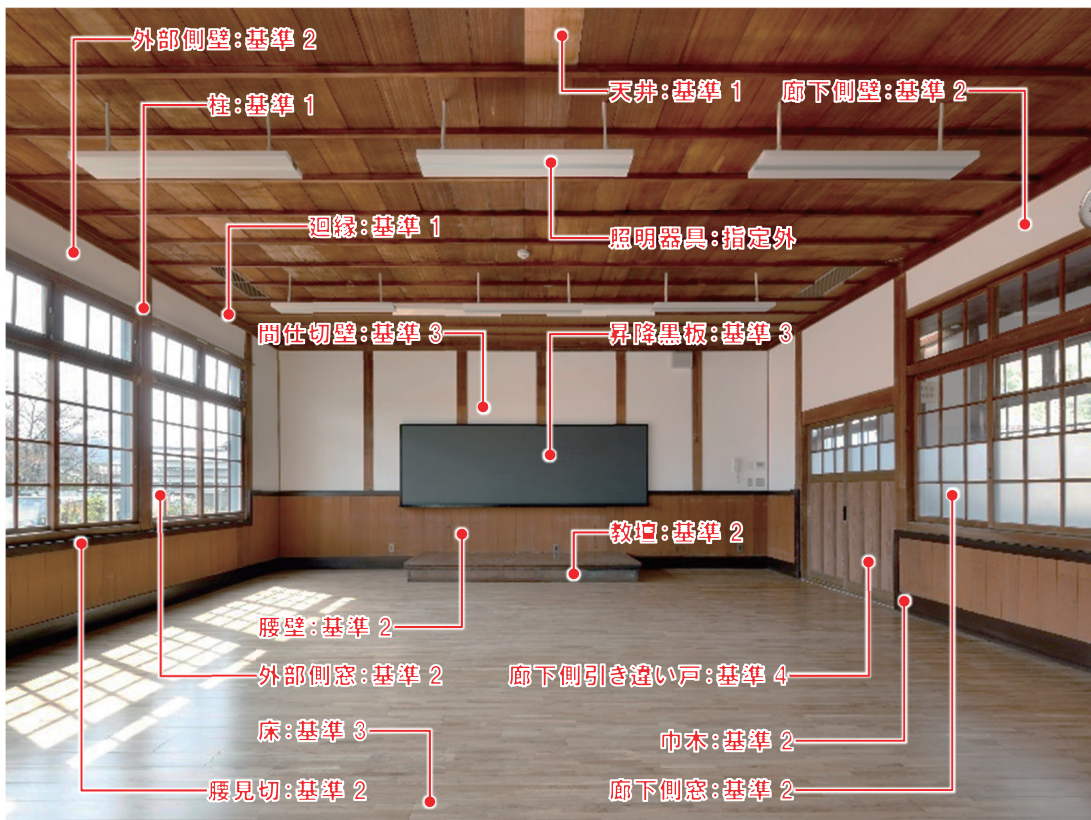 外部側壁:基準 2
天井:基準 1
廊下側壁:基準 2
柱:基準 1
廻縁:基準 1
照明器具:指定外
間仕切壁:基準 3
昇降黒板:基準 3
教壇:基準 2
腰壁:基準 2
外部側窓:基準 2
廊下側引き違い戸:基準 4
床:基準 3
巾木:基準 2
腰見切:基準 2
廊下側窓:基準 2